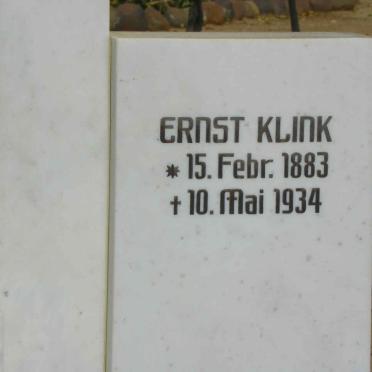 ERNST KLINK
* 15. Febr. 1883
† 10. Mai 1934